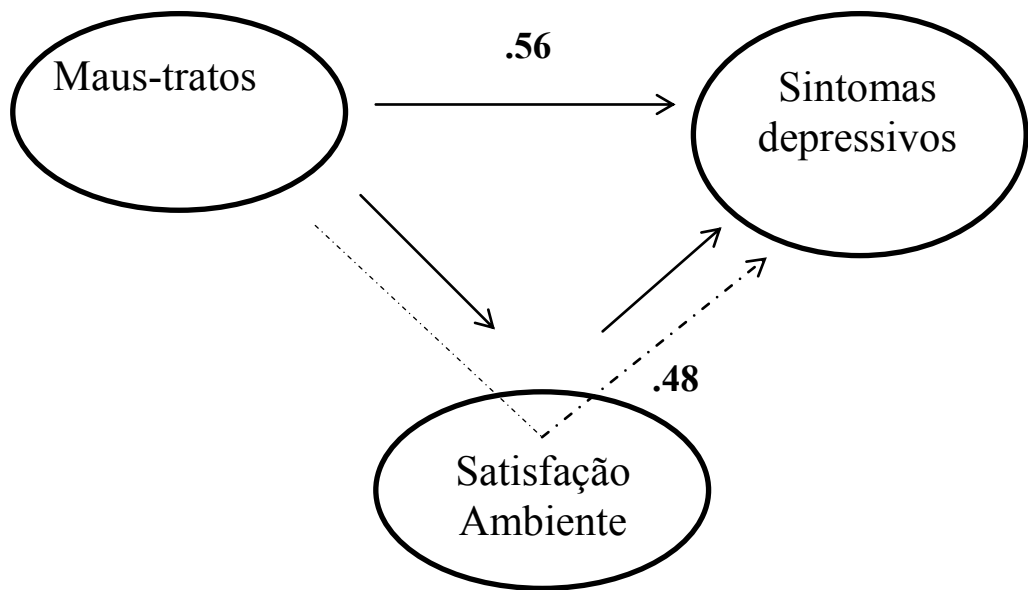 Maus-tratos
.56
Sintomas
depressivos
.48
Satisfação
Ambiente